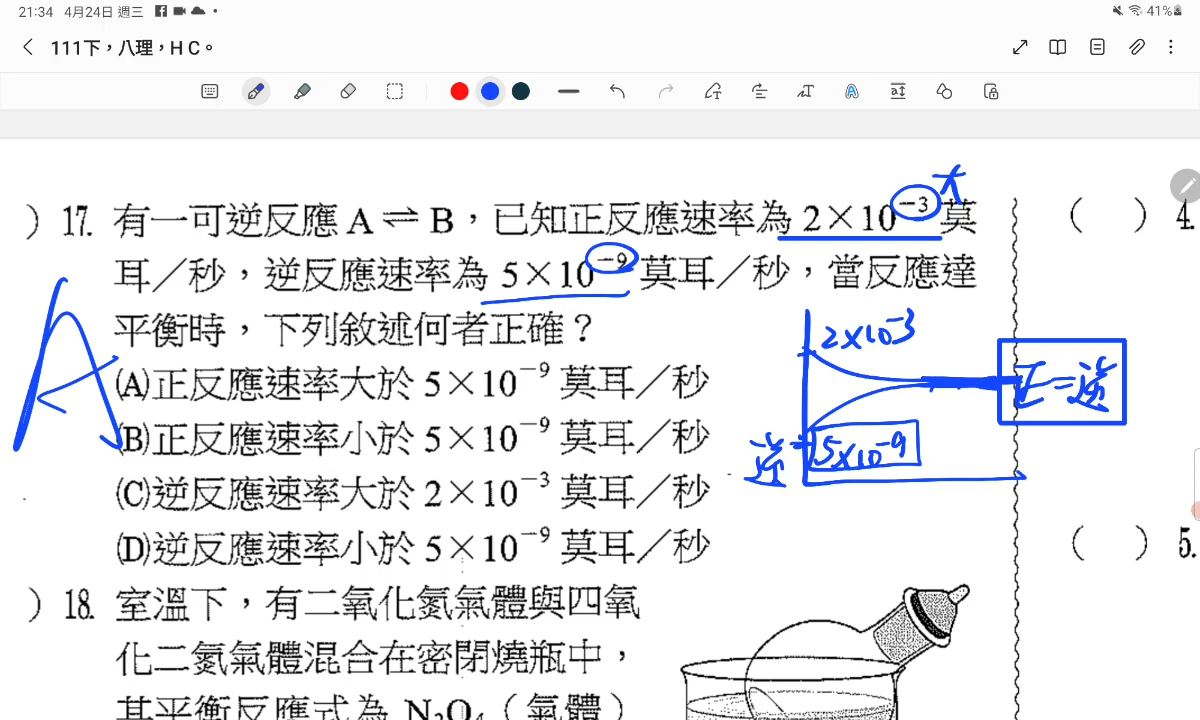 21:34 4月24日 週三
41%
111下，八理，H C。
) 17. 有一可逆反應 A ⇌ B，已知正反應速率為 2×10⁻³ 莫
大
耳／秒，逆反應速率為 5×10⁻⁹ 莫耳／秒，當反應達
平衡時，下列敘述何者正確？
A
(A)正反應速率大於 5×10⁻⁹ 莫耳／秒
(B)正反應速率小於 5×10⁻⁹ 莫耳／秒
(C)逆反應速率大於 2×10⁻³ 莫耳／秒
(D)逆反應速率小於 5×10⁻⁹ 莫耳／秒
2×10⁻³
正=逆
逆 5×10⁻⁹
) 18. 室溫下，有二氧化氮氣體與四氧
化二氮氣體混合在密閉燒瓶中，
其平衡反應式為 N₂O₄（氣體）
( ) 4.
( ) 5.